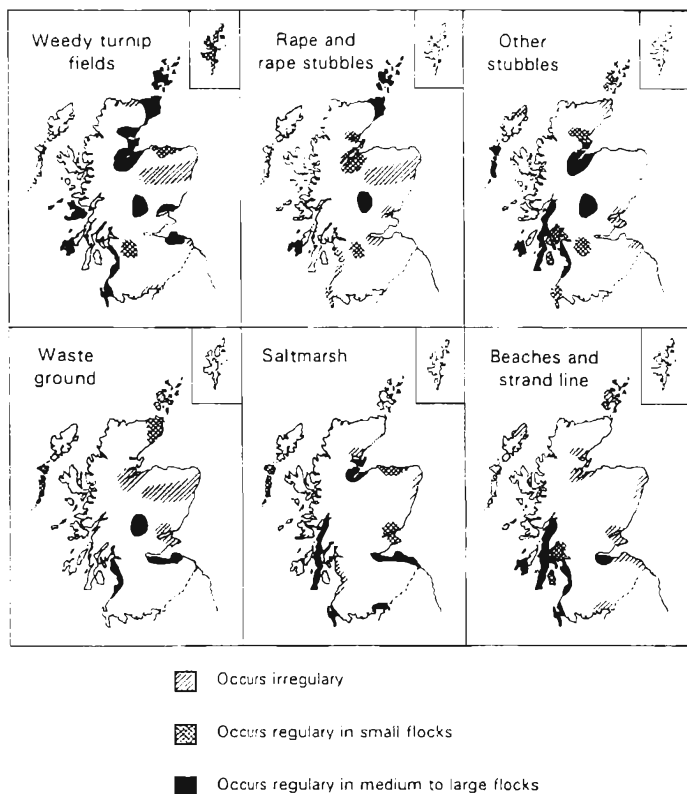 Weedy turnip
fields
Rape and
rape stubbles
Other
stubbles
Waste
ground
Saltmarsh
Beaches and
strand line
Occurs irregulary
Occurs regulary in small flocks
Occurs regulary in medium to large flocks